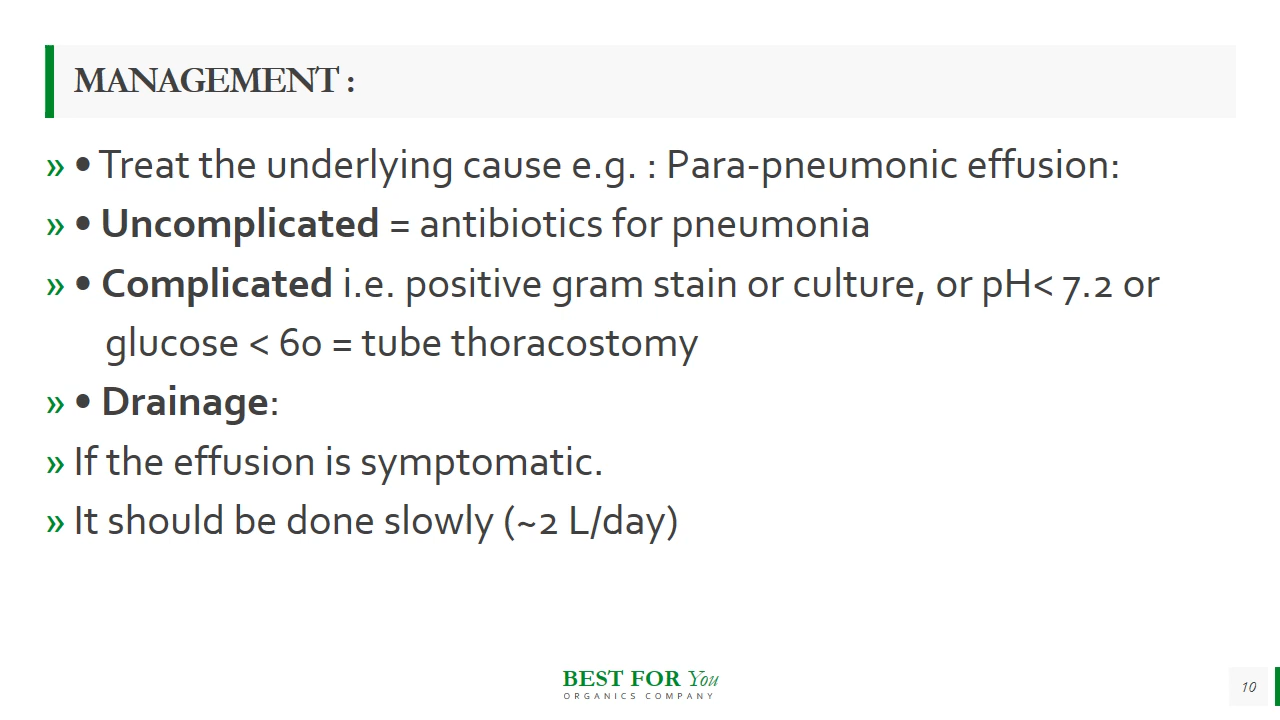 MANAGEMENT :
» • Treat the underlying cause e.g. : Para-pneumonic effusion:
» • Uncomplicated = antibiotics for pneumonia
» • Complicated i.e. positive gram stain or culture, or pH< 7.2 or
glucose < 60 = tube thoracostomy
» • Drainage:
» If the effusion is symptomatic.
» It should be done slowly (~2 L/day)
BEST FOR You
ORGANICS COMPANY
10